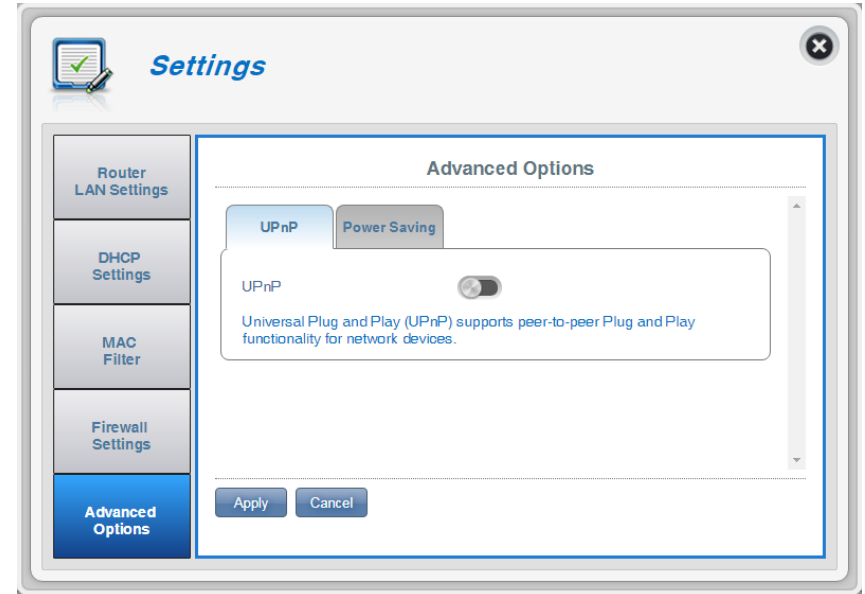 Settings
Router
LAN Settings
DHCP
Settings
MAC
Filter
Firewall
Settings
Advanced
Options
Advanced Options
UPnP
Power Saving
UPnP
Universal Plug and Play (UPnP) supports peer-to-peer Plug and Play
functionality for network devices.
Apply
Cancel